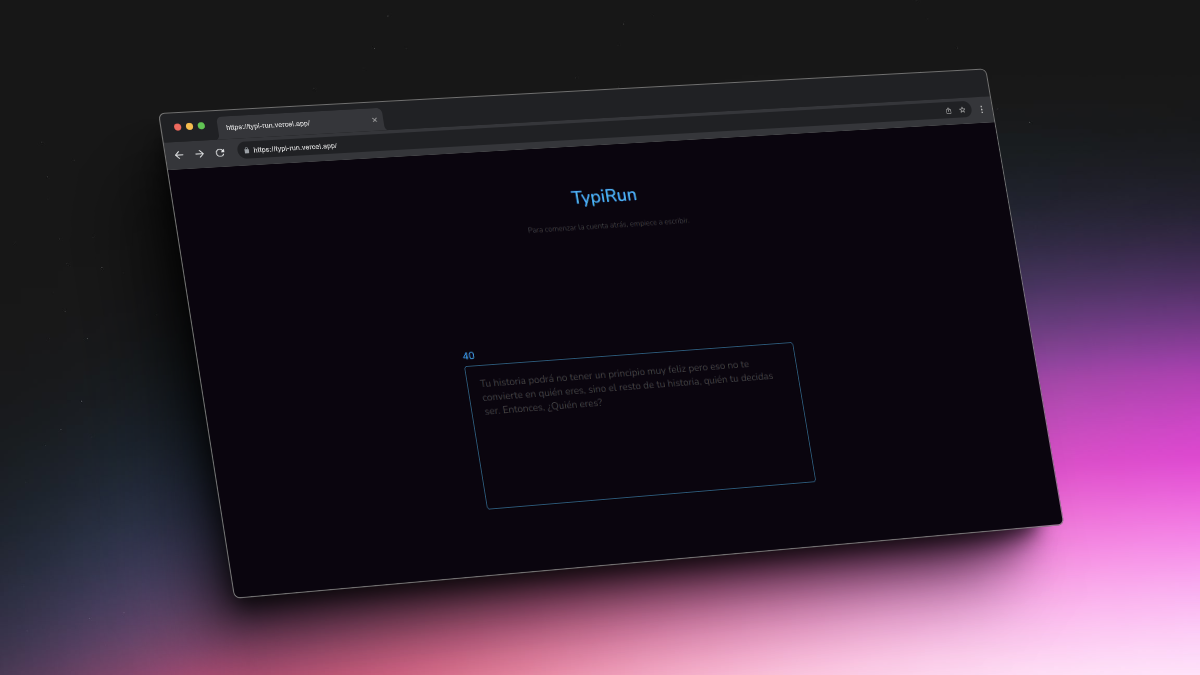 https://typi-run.vercel.app/
https://typi-run.vercel.app/
TypiRun
Para comenzar la cuenta atrás, empiece a escribir.
40
Tu historia podrá no tener un principio muy feliz pero eso no te
convierte en quién eres, sino el resto de tu historia, quién tu decidas
ser. Entonces, ¿Quién eres?